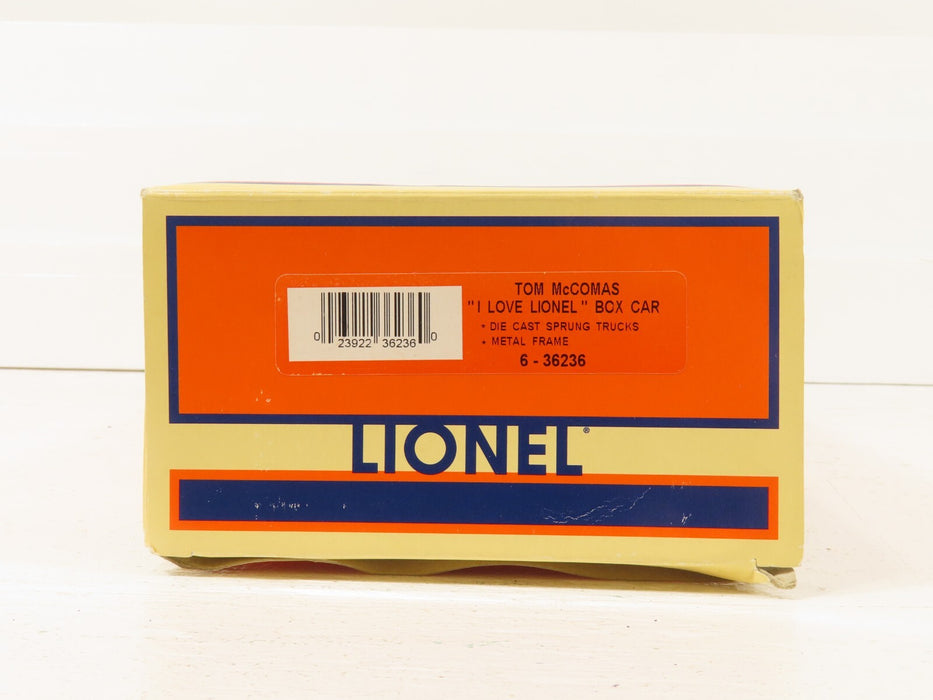 TOM McCOMAS
"I LOVE LIONEL" BOX CAR
• DIE CAST SPRUNG TRUCKS
• METAL FRAME
6 - 36236
0 23922 36236 0
LIONEL®